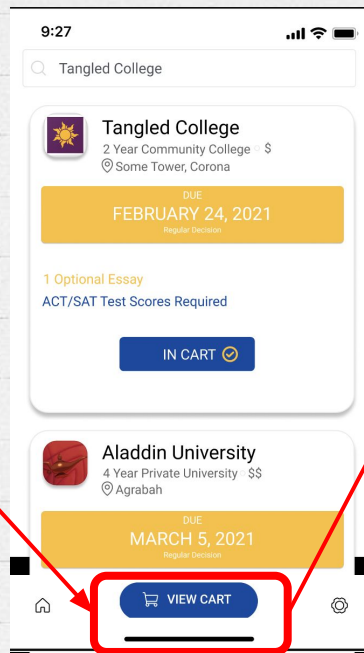 9:27
Tangled College
Tangled College
2 Year Community College $
Some Tower, Corona
DUE
FEBRUARY 24, 2021
Regular Decision
1 Optional Essay
ACT/SAT Test Scores Required
IN CART
Aladdin University
4 Year Private University $$
Agrabah
DUE
MARCH 5, 2021
Regular Decision
VIEW CART